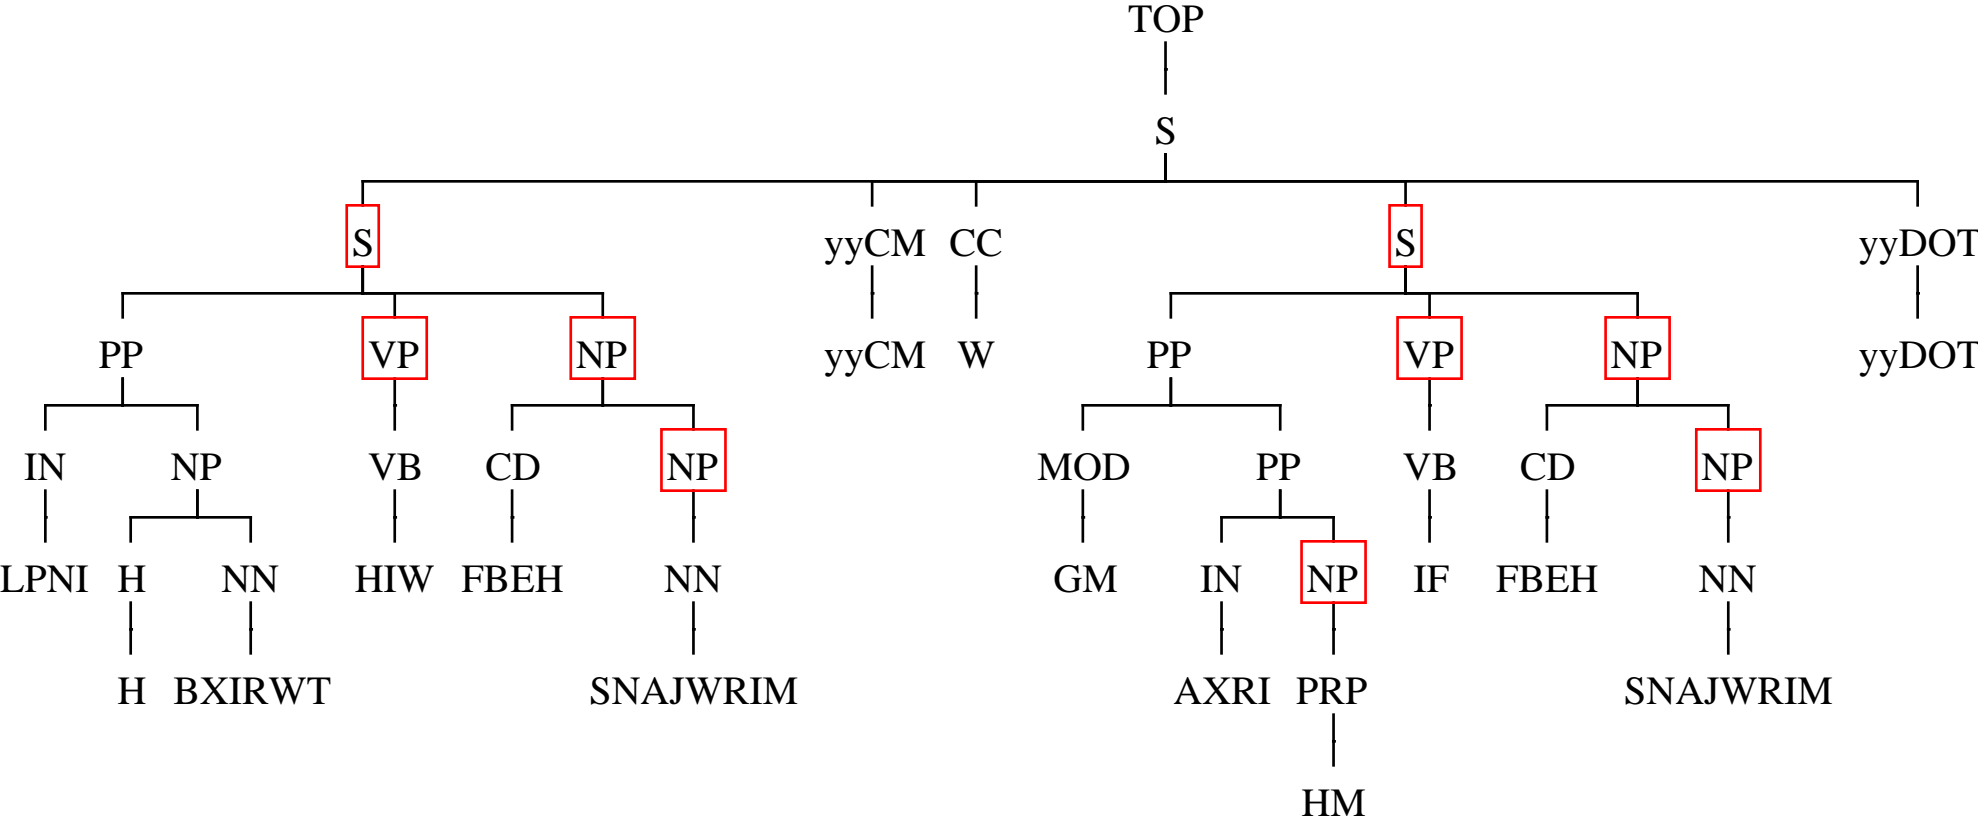 TOP
S
S yyCM CC S yyDOT
PP VP NP yyCM W PP VP NP yyDOT
IN NP VB CD NP MOD PP VB CD NP
LPNI H NN HIW FBEH NN GM IN NP IF FBEH NN
H BXIRWT SNAJWRIM AXRI PRP SNAJWRIM
HM